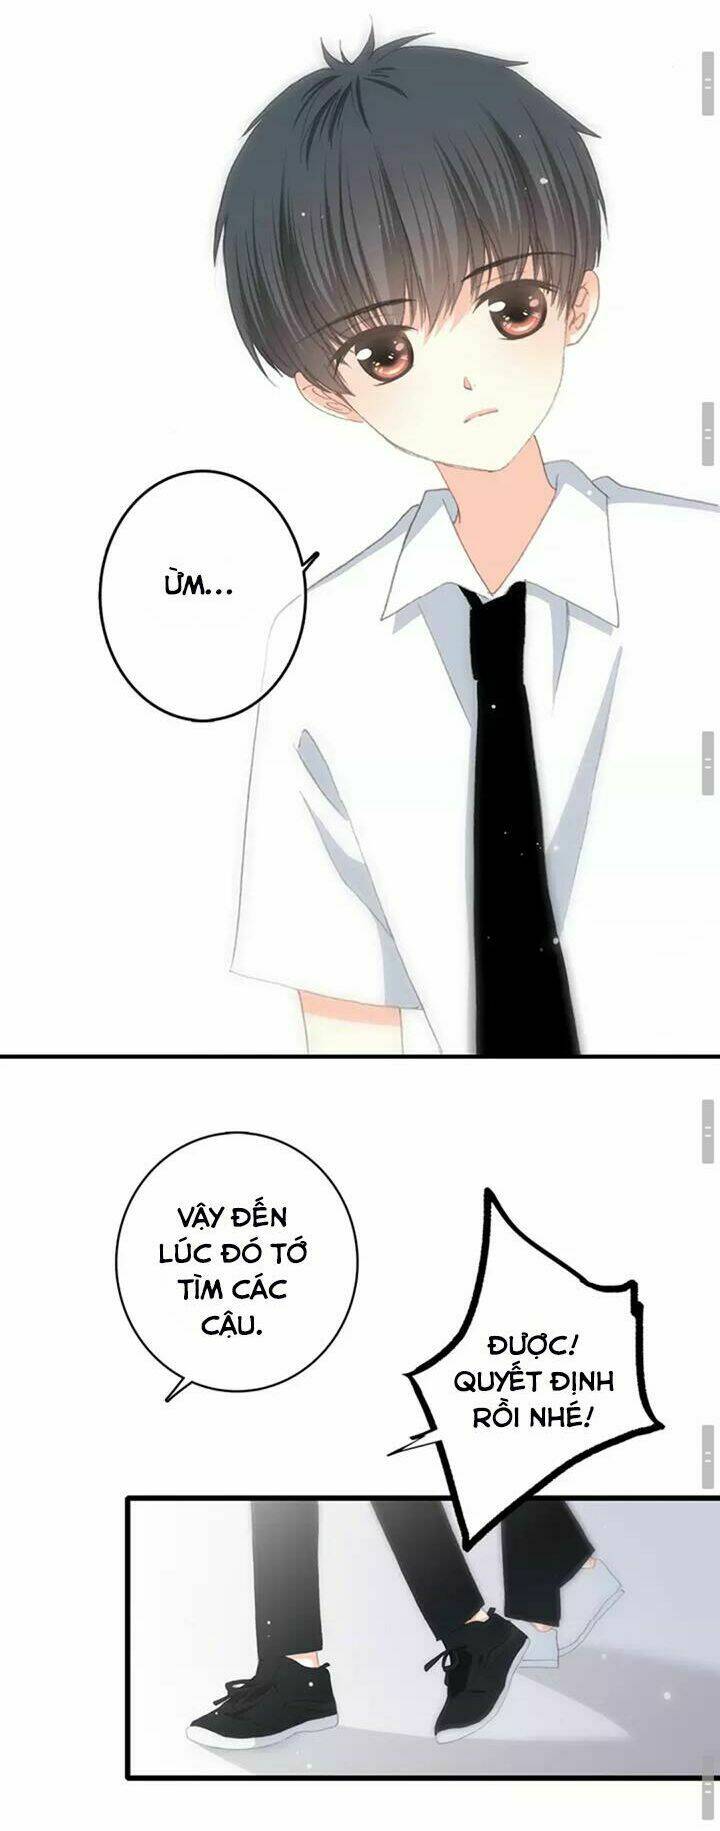 ỪM...
VẬY ĐẾN
LÚC ĐÓ TỚ
TÌM CÁC
CẬU.
ĐƯỢC!
QUYẾT ĐỊNH
RỒI NHÉ!